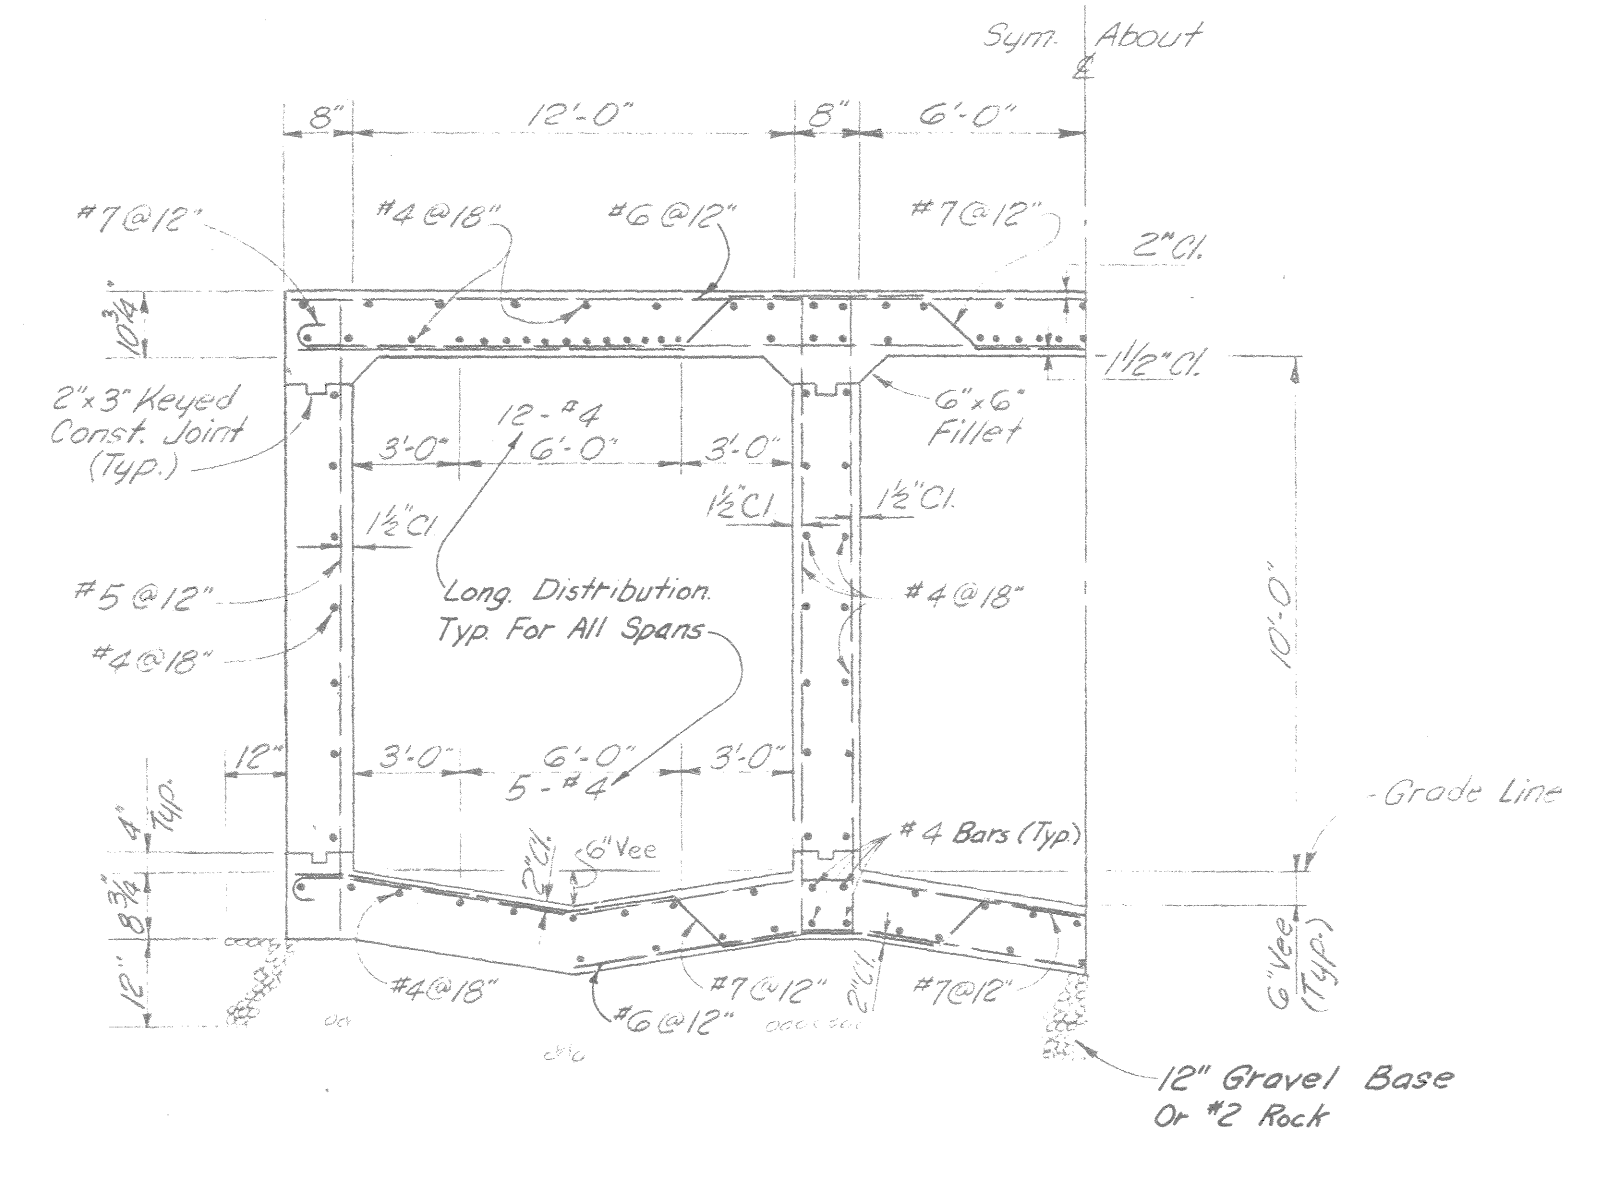 Sym. About
℄
8" 12'-0" 8" 6'-0"
#7@12" #4@18" #6@12" #7@12"
2" Cl.
10 3/4"
1 1/2" Cl.
2"x3" Keyed
Const. Joint
(Typ.)
12 - #4
6"x6"
Fillet
3'-0" 6'-0" 3'-0"
1½" Cl. 1½" Cl. 1½" Cl.
#5 @12"
Long. Distribution
Typ. For All Spans
#4@18"
#4@18"
10'-0"
12" 3'-0" 6'-0" 3'-0"
5 - #4
4" Typ.
Grade Line
#4 Bars (Typ.)
2" Cl. 6" Vee
8 3/4"
12"
#4@18" #7@12" 2" Cl. #7@12"
6" Vee
(Typ.)
#6@12"
12" Gravel Base
Or #2 Rock